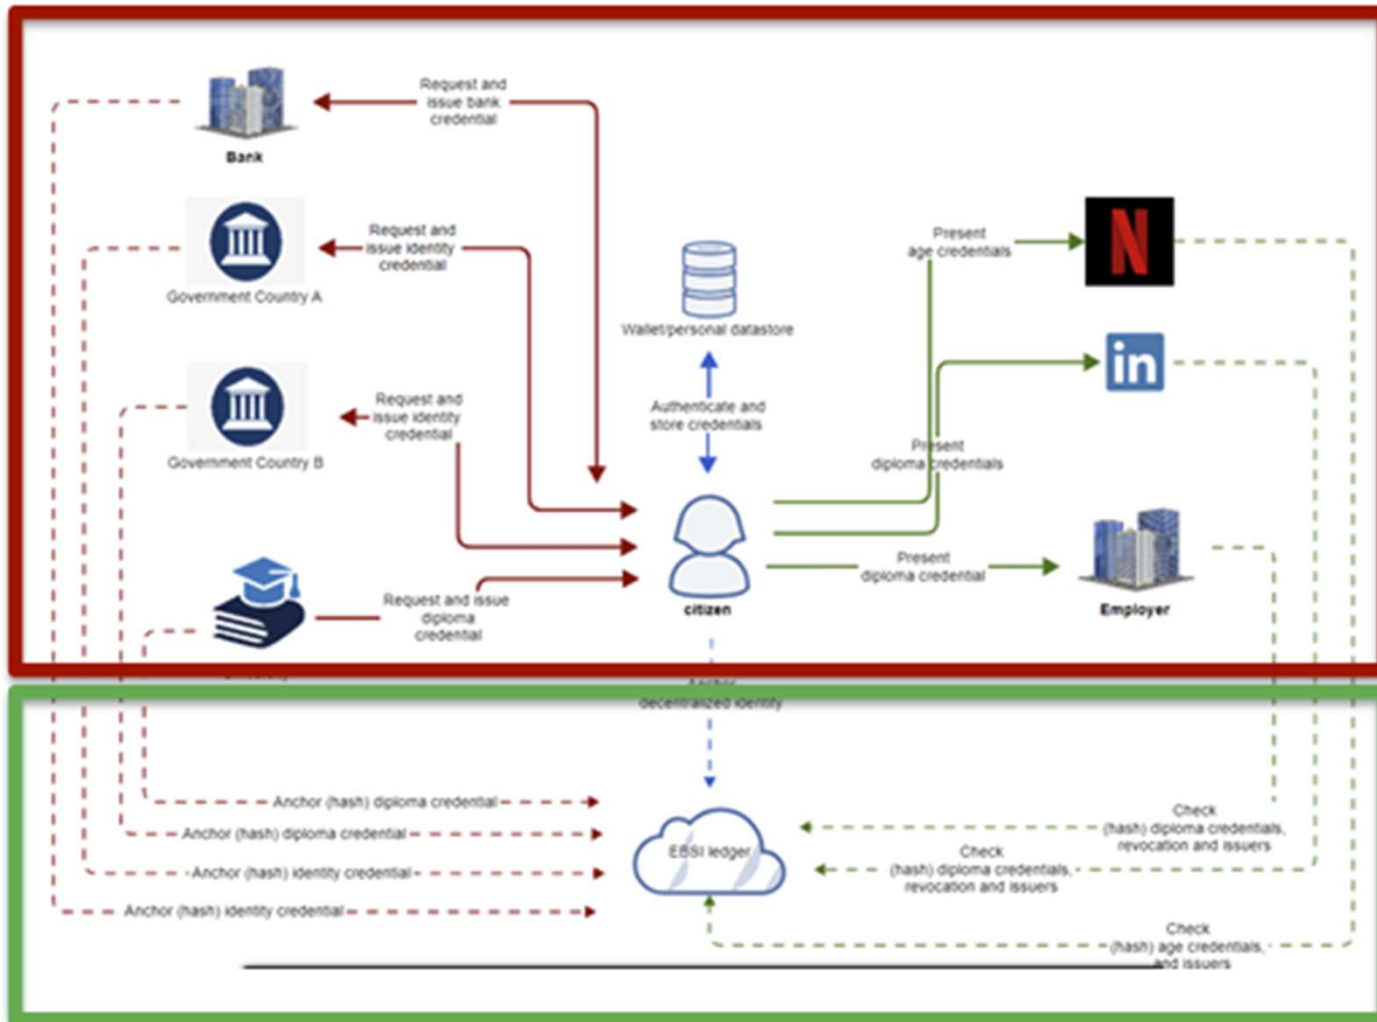 Request and
issue bank
credential
Bank
Request and
issue identity
credential
Government Country A
Wallet/personal datastore
Present
age credentials
N
in
Request and
issue identity
credential
Government Country B
Authenticate and
store credentials
Present
diploma credentials
Present
diploma credential
Employer
Request and issue
diploma
credential
citizen
Anchor
decentralized identity
Anchor (hash) diploma credential
Anchor (hash) diploma credential
Anchor (hash) identity credential
Anchor (hash) identity credential
EBSI ledger
Check
(hash) diploma credentials,
revocation and issuers
Check
(hash) diploma credentials,
revocation and issuers
Check
(hash) age credentials,
and issuers